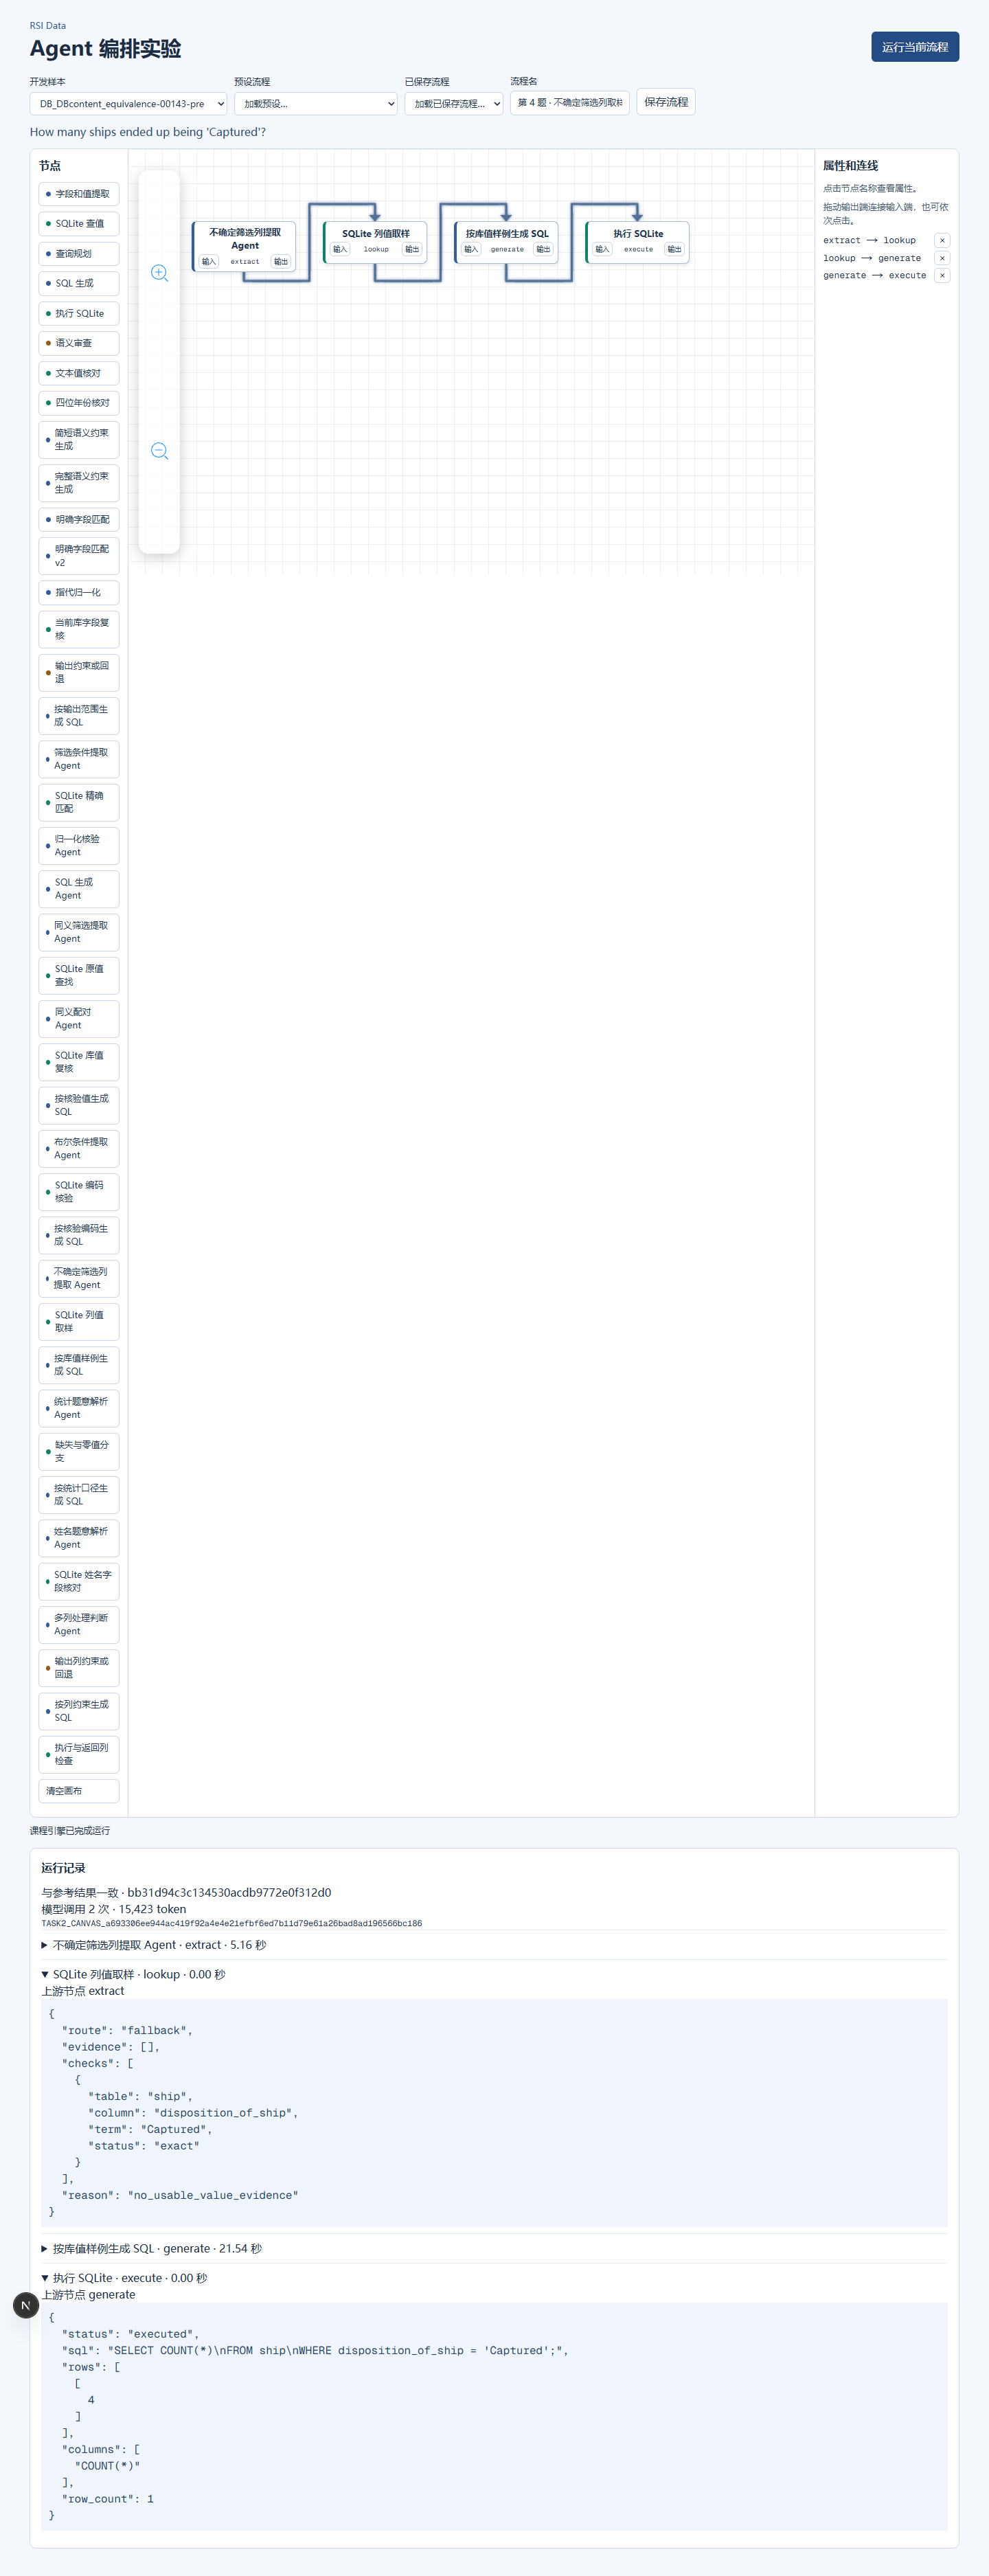 RSI Data
Agent 编排实验
运行当前流程
开发样本
预设流程
已保存流程
流程名
DB_DBcontent_equivalence-00143-pre
加载预设...
加载已保存流程...
第 4 题 · 不确定筛选列取样
保存流程
How many ships ended up being 'Captured'?
节点
字段和值提取
SQLite 查值
查询规划
SQL 生成
执行 SQLite
语义审查
文本值核对
四位年份核对
简短语义约束
生成
完整语义约束
生成
明确字段匹配
明确字段匹配
v2
指代归一化
当前库字段复
核
输出约束或回
退
按输出范围生
成 SQL
筛选条件提取
Agent
SQLite 精确
匹配
归一化核验
Agent
SQL 生成
Agent
同义筛选提取
Agent
SQLite 原值
查找
同义配对
Agent
SQLite 库值
复核
按核验值生成
SQL
布尔条件提取
Agent
SQLite 编码
核验
按核验编码生
成 SQL
不确定筛选列
提取 Agent
SQLite 列值
取样
按库值样例生
成 SQL
统计题意解析
Agent
缺失与零值分
支
按统计口径生
成 SQL
姓名题意解析
Agent
SQLite 姓名字
段核对
多列处理判断
Agent
输出列约束或
回退
按列约束生成
SQL
执行与返回列
检查
清空画布
不确定筛选列提取
Agent
输入 extract 输出
SQLite 列值取样
输入 lookup 输出
按库值样例生成 SQL
输入 generate 输出
执行 SQLite
输入 execute 输出
属性和连线
点击节点名称查看属性。
拖动输出端连接输入端，也可依
次点击。
extract → lookup ×
lookup → generate ×
generate → execute ×
课程引擎已完成运行
运行记录
与参考结果一致 · bb31d94c3c134530acdb9772e0f312d0
模型调用 2 次 · 15,423 token
TASK2_CANVAS_a693306ee944ac419f92a4e4e21efbf6ed7b11d79e61a26bad8ad196566bc186
▶ 不确定筛选列提取 Agent · extract · 5.16 秒
▼ SQLite 列值取样 · lookup · 0.00 秒
上游节点 extract
{
"route": "fallback",
"evidence": [],
"checks": [
{
"table": "ship",
"column": "disposition_of_ship",
"term": "Captured",
"status": "exact"
}
],
"reason": "no_usable_value_evidence"
}
▶ 按库值样例生成 SQL · generate · 21.54 秒
▼ 执行 SQLite · execute · 0.00 秒
上游节点 generate
{
"status": "executed",
"sql": "SELECT COUNT(*)\nFROM ship\nWHERE disposition_of_ship = 'Captured';",
"rows": [
[
4
]
],
"columns": [
"COUNT(*)"
],
"row_count": 1
}
N